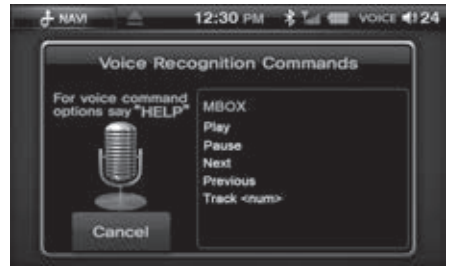 NAVI 12:30 PM VOICE 24
Voice Recognition Commands
For voice command
options say "HELP"
MBOX
Play
Pause
Next
Previous
Track <num>
Cancel